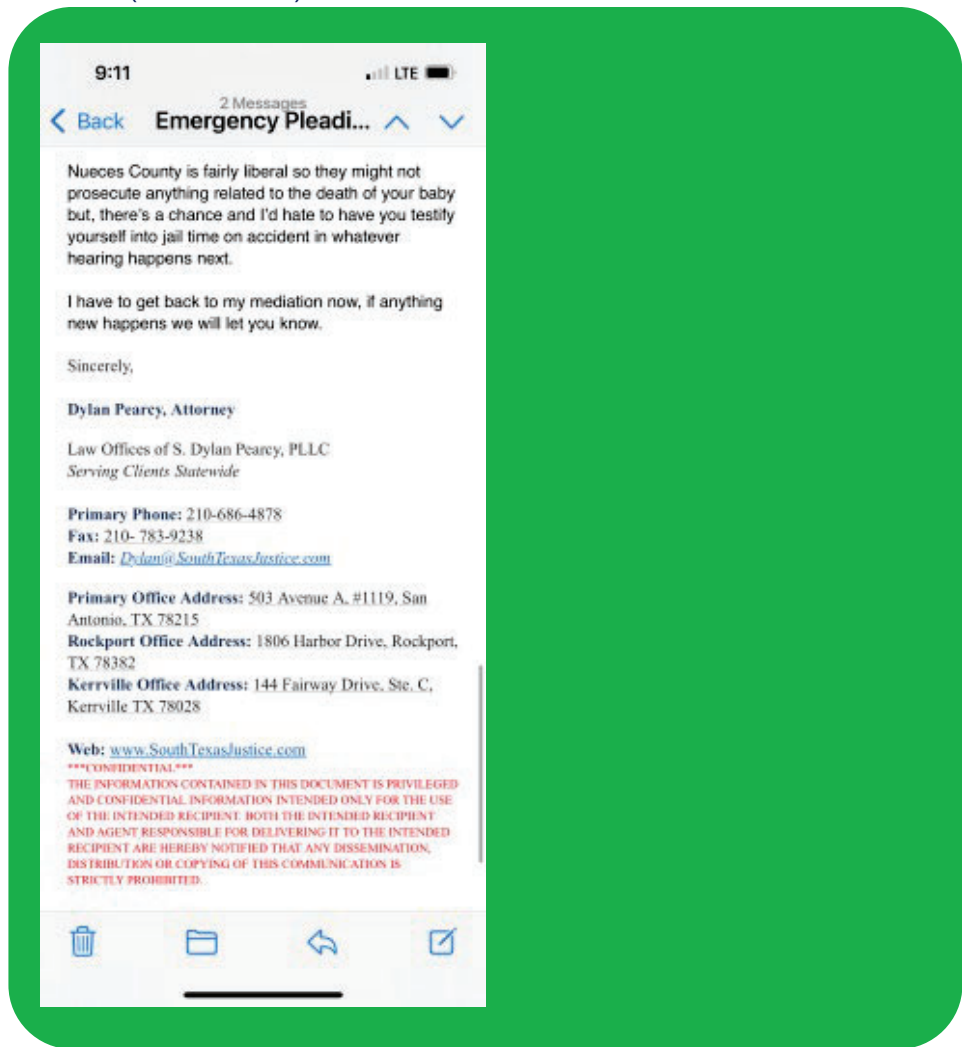 9:11
LTE
2 Messages
Back
Emergency Pleadi...
Nueces County is fairly liberal so they might not
prosecute anything related to the death of your baby
but, there's a chance and I'd hate to have you testify
yourself into jail time on accident in whatever
hearing happens next.
I have to get back to my mediation now, if anything
new happens we will let you know.
Sincerely,
Dylan Pearcy, Attorney
Law Offices of S. Dylan Pearcy, PLLC
Serving Clients Statewide
Primary Phone: 210-686-4878
Fax: 210- 783-9238
Email: Dylan@SouthTexasJustice.com
Primary Office Address: 503 Avenue A, #1119, San
Antonio, TX 78215
Rockport Office Address: 1806 Harbor Drive, Rockport,
TX 78382
Kerrville Office Address: 144 Fairway Drive, Ste. C,
Kerrville TX 78028
Web: www.SouthTexasJustice.com
***CONFIDENTIAL***
THE INFORMATION CONTAINED IN THIS DOCUMENT IS PRIVILEGED
AND CONFIDENTIAL INFORMATION INTENDED ONLY FOR THE USE
OF THE INTENDED RECIPIENT. BOTH THE INTENDED RECIPIENT
AND AGENT RESPONSIBLE FOR DELIVERING IT TO THE INTENDED
RECIPIENT ARE HEREBY NOTIFIED THAT ANY DISSEMINATION,
DISTRIBUTION OR COPYING OF THIS COMMUNICATION IS
STRICTLY PROHIBITED.